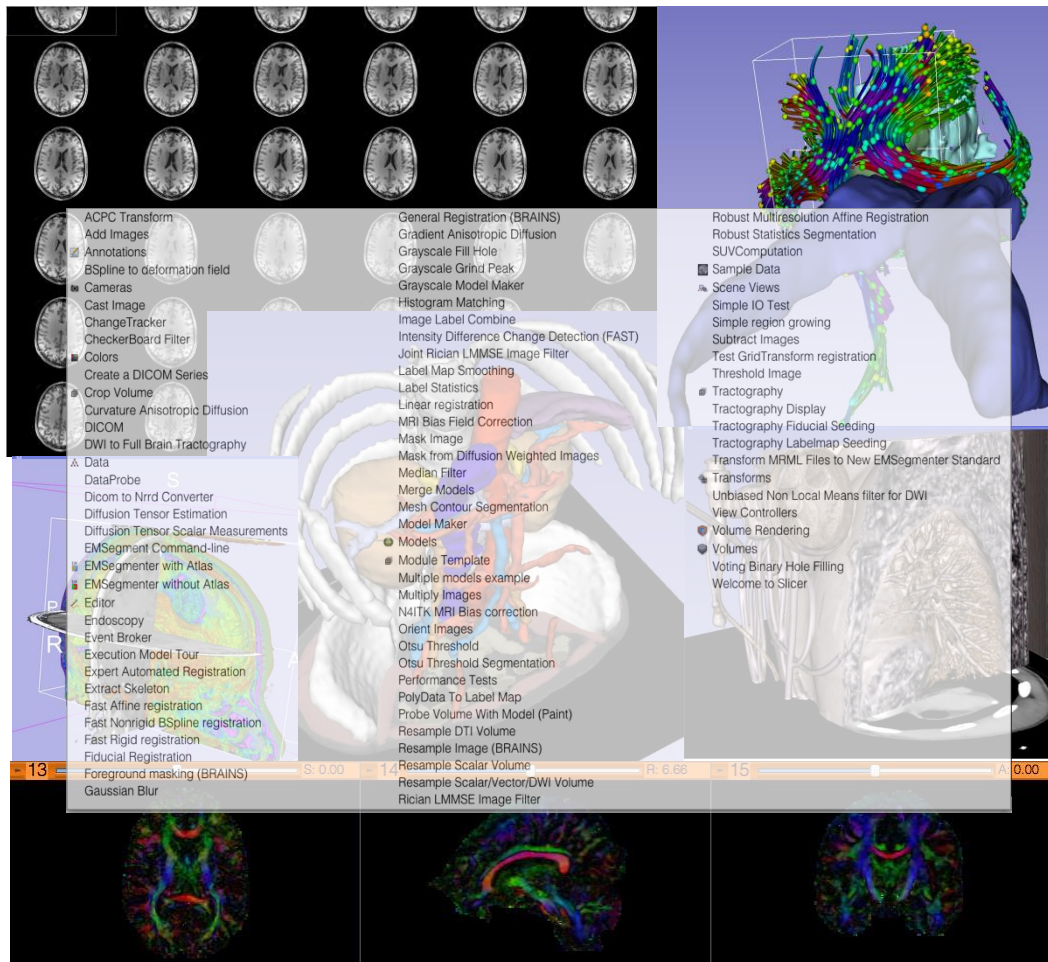 ACPC Transform
Add Images
Annotations
BSpline to deformation field
Cameras
Cast Image
ChangeTracker
CheckerBoard Filter
Colors
Create a DICOM Series
Crop Volume
Curvature Anisotropic Diffusion
DICOM
DWI to Full Brain Tractography
Data
DataProbe
Dicom to Nrrd Converter
Diffusion Tensor Estimation
Diffusion Tensor Scalar Measurements
EMSegment Command-line
EMSegmenter with Atlas
EMSegmenter without Atlas
Editor
Endoscopy
Event Broker
Execution Model Tour
Expert Automated Registration
Extract Skeleton
Fast Affine registration
Fast Nonrigid BSpline registration
Fast Rigid registration
Fiducial Registration
Foreground masking (BRAINS)
Gaussian Blur
General Registration (BRAINS)
Gradient Anisotropic Diffusion
Grayscale Fill Hole
Grayscale Grind Peak
Grayscale Model Maker
Histogram Matching
Image Label Combine
Intensity Difference Change Detection (FAST)
Joint Rician LMMSE Image Filter
Label Map Smoothing
Label Statistics
Linear registration
MRI Bias Field Correction
Mask Image
Mask from Diffusion Weighted Images
Median Filter
Merge Models
Mesh Contour Segmentation
Model Maker
Models
Module Template
Multiple models example
Multiply Images
N4ITK MRI Bias correction
Orient Images
Otsu Threshold
Otsu Threshold Segmentation
Performance Tests
PolyData To Label Map
Probe Volume With Model (Paint)
Resample DTI Volume
Resample Image (BRAINS)
Resample Scalar Volume
Resample Scalar/Vector/DWI Volume
Rician LMMSE Image Filter
Robust Multiresolution Affine Registration
Robust Statistics Segmentation
SUVComputation
Sample Data
Scene Views
Simple IO Test
Simple region growing
Subtract Images
Test GridTransform registration
Threshold Image
Tractography
Tractography Display
Tractography Fiducial Seeding
Tractography Labelmap Seeding
Transform MRML Files to New EMSegmenter Standard
Transforms
Unbiased Non Local Means filter for DWI
View Controllers
Volume Rendering
Volumes
Voting Binary Hole Filling
Welcome to Slicer
S
P
R
A
13 S: 0.00
14 R: 6.66
15 A: 0.00